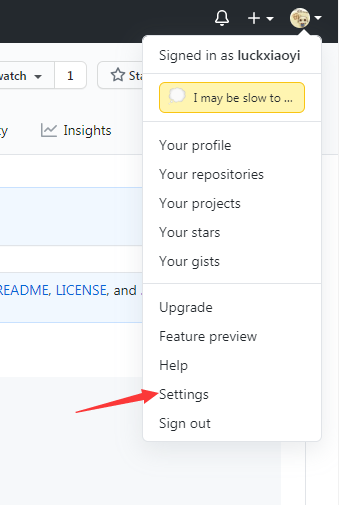 Signed in as luckxiaoyi
watch 1 Sta
I may be slow to ...
Insights
Your profile
Your repositories
Your projects
Your stars
Your gists
README, LICENSE, and
Upgrade
Feature preview
Help
Settings
Sign out